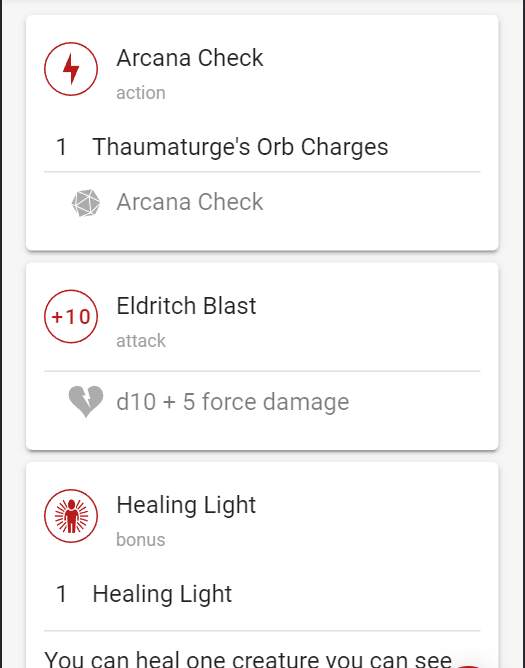 Arcana Check
action
1 Thaumaturge's Orb Charges
Arcana Check
+10
Eldritch Blast
attack
d10 + 5 force damage
Healing Light
bonus
1 Healing Light
You can heal one creature you can see